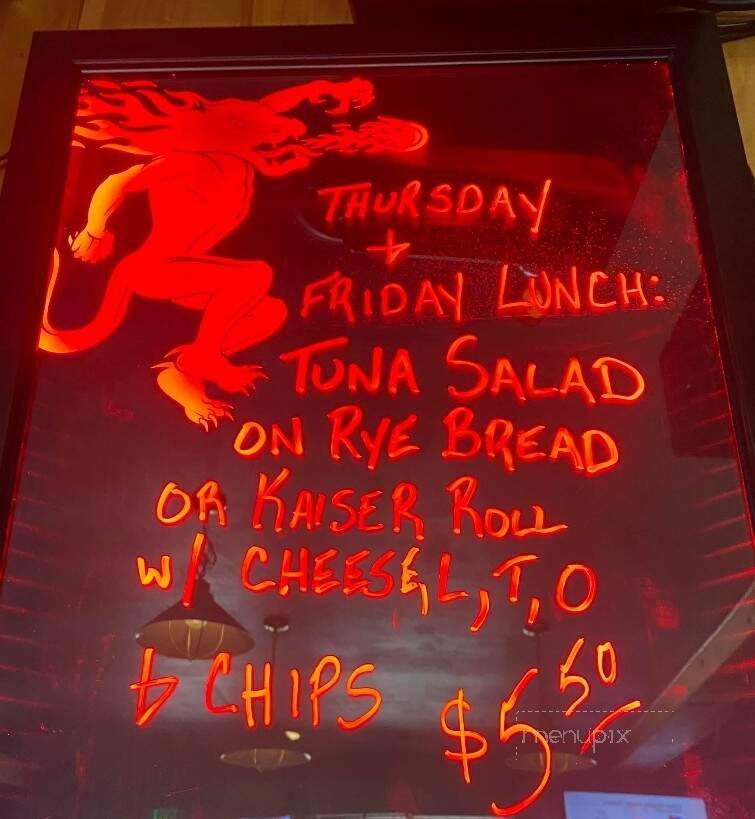 THURSDAY
+
FRIDAY LUNCH:
TUNA SALAD
ON RYE BREAD
OR KAISER ROLL
W/ CHEESE, L, T, O
+ CHIPS $5.50
menupix